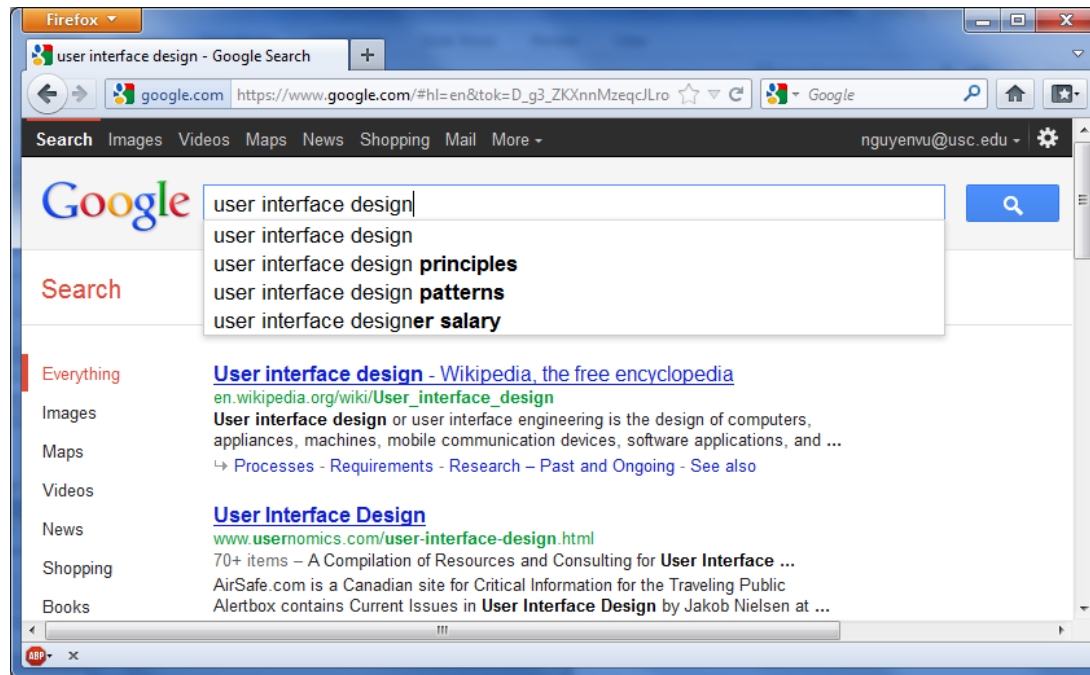 Firefox
user interface design - Google Search
google.com https://www.google.com/#hl=en&tok=D_g3_ZKXnnMzeqcJLro Google
Search Images Videos Maps News Shopping Mail More nguyenvu@usc.edu
Google user interface design
user interface design
user interface design principles
user interface design patterns
user interface designer salary
Search
Everything
Images
Maps
Videos
News
Shopping
Books
User interface design - Wikipedia, the free encyclopedia
en.wikipedia.org/wiki/User_interface_design
User interface design or user interface engineering is the design of computers,
appliances, machines, mobile communication devices, software applications, and ...
Processes - Requirements - Research – Past and Ongoing - See also
User Interface Design
www.usernomics.com/user-interface-design.html
70+ items – A Compilation of Resources and Consulting for User Interface ...
AirSafe.com is a Canadian site for Critical Information for the Traveling Public
Alertbox contains Current Issues in User Interface Design by Jakob Nielsen at ...
ABP